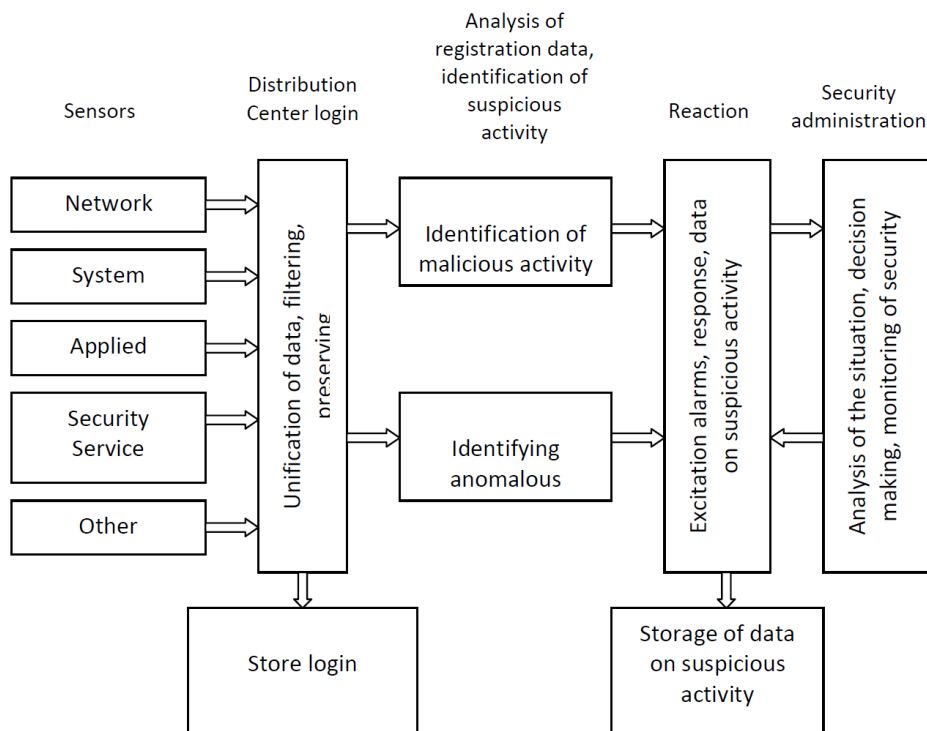 Analysis of
registration data,
identification of
suspicious
activity
Sensors
Distribution
Center login
Reaction
Security
administration
Network
System
Applied
Security
Service
Other
Unification of data, filtering,
preserving
Identification of
malicious activity
Identifying
anomalous
Excitation alarms, response, data
on suspicious activity
Analysis of the situation, decision
making, monitoring of security
Store login
Storage of data
on suspicious
activity